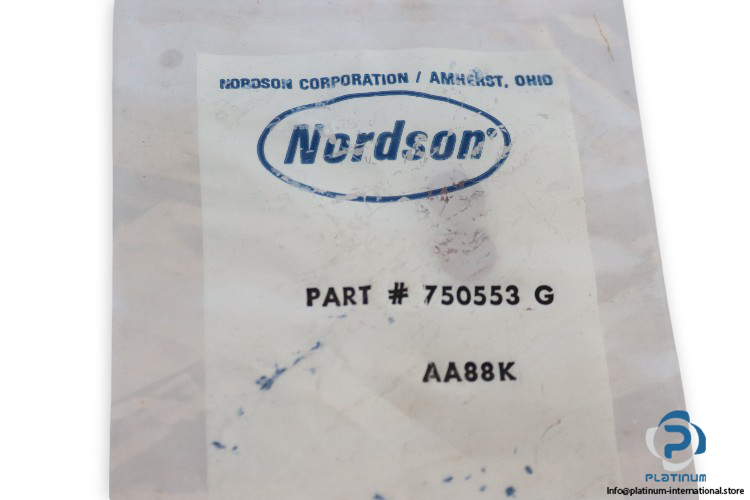 NORDSON CORPORATION / AMHERST, OHIO
Nordson®
PART # 750553 G
AA88K
PLATINUM
Info@platinum-international.store